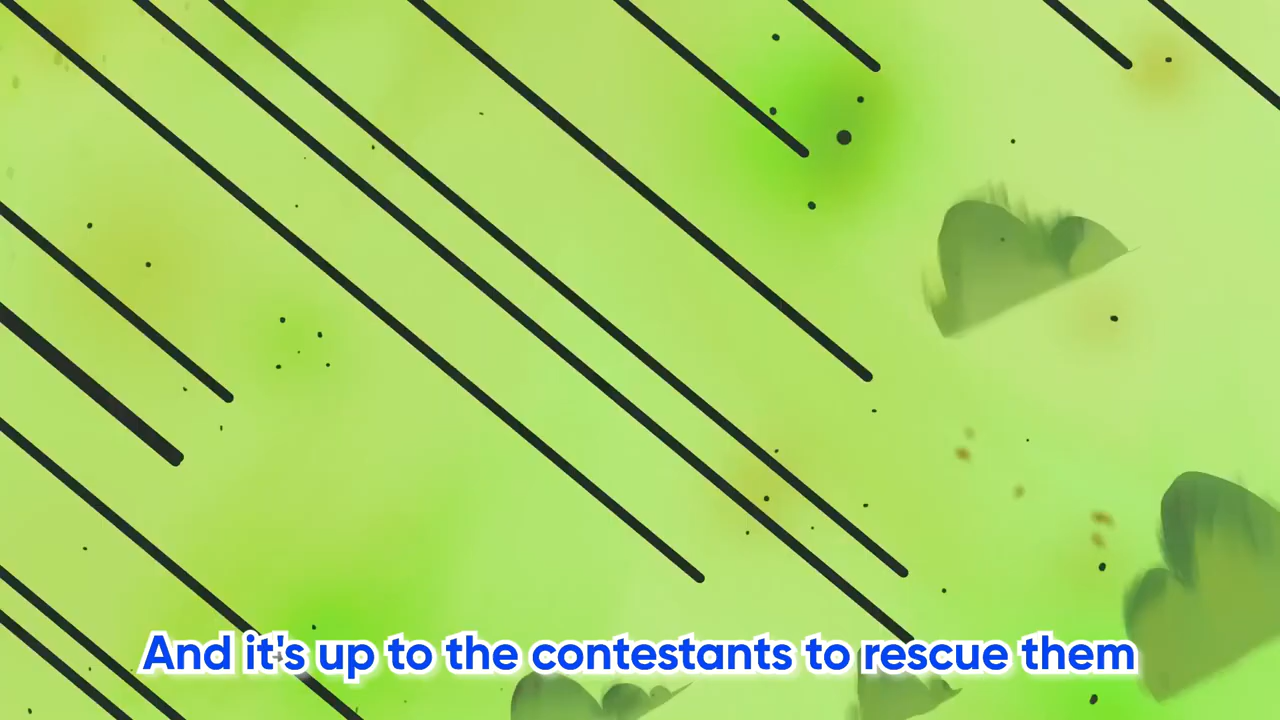 And it's up to the contestants to rescue them